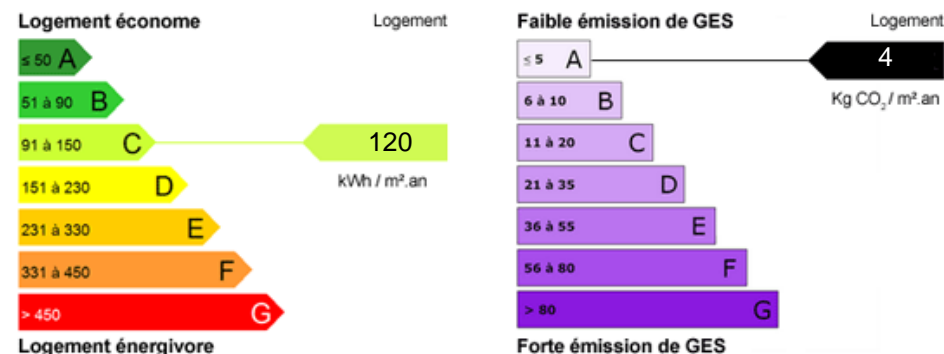 Logement économe Logement
≤ 50 A
51 à 90 B
91 à 150 C 120
kWh / m².an
151 à 230 D
231 à 330 E
331 à 450 F
> 450 G
Logement énergivore
Faible émission de GES Logement
≤ 5 A 4
Kg CO₂ / m².an
6 à 10 B
11 à 20 C
21 à 35 D
36 à 55 E
56 à 80 F
> 80 G
Forte émission de GES